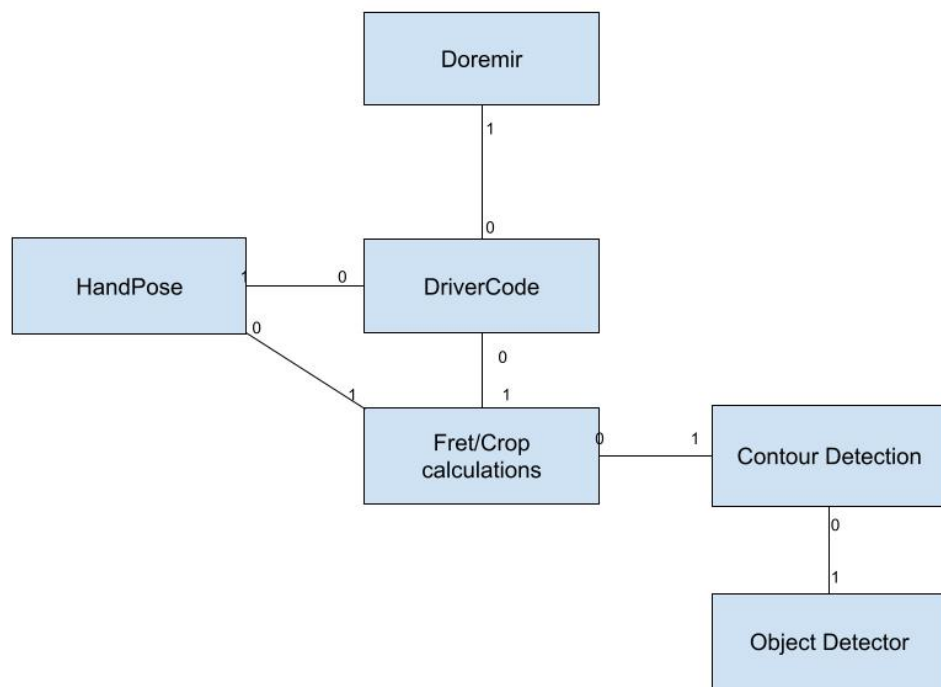 Doremir
1
0
HandPose
1
0
DriverCode
0
0
1
1
Fret/Crop
calculations
0
1
Contour Detection
0
1
Object Detector